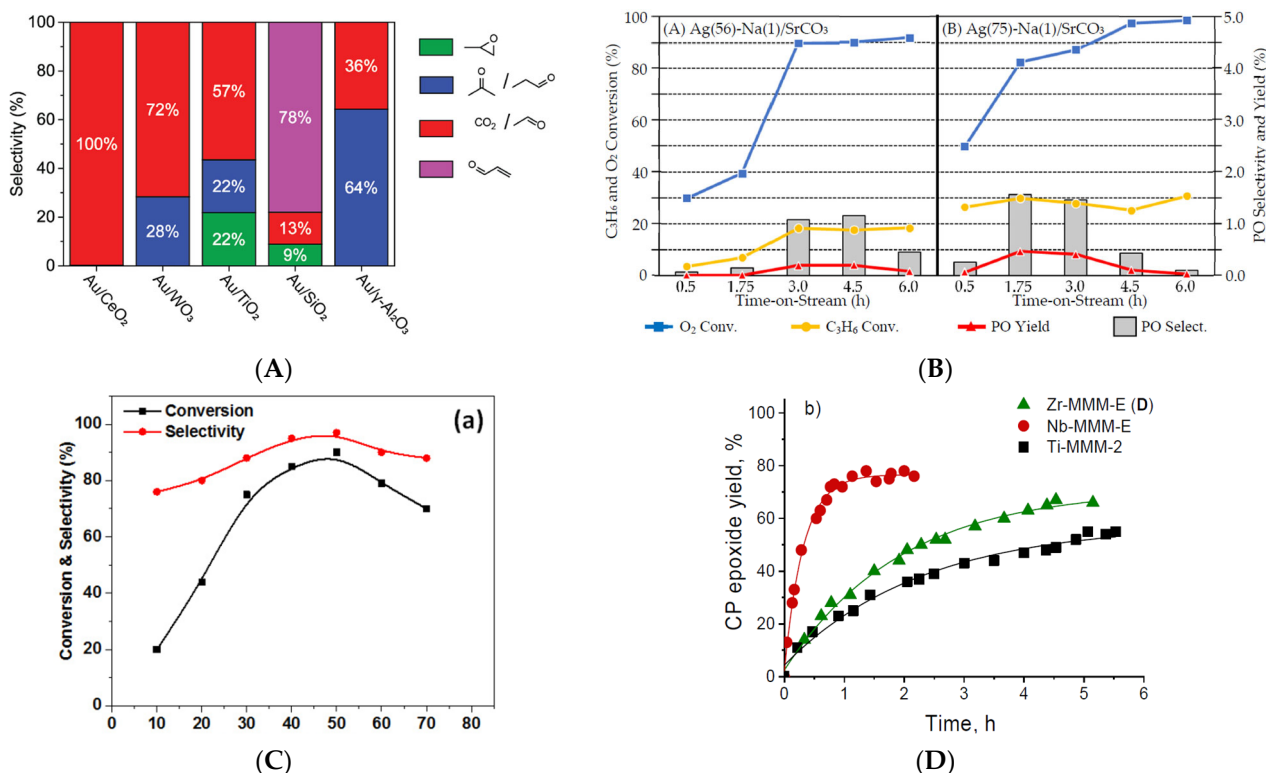 100
80
60
40
20
0
Selectivity (%)
100%
72%
28%
57%
22%
22%
78%
13%
9%
36%
64%
Au/CeO₂
Au/WO₃
Au/TiO₂
Au/SiO₂
Au/γ-Al₂O₃
O
O
/
O
CO₂ /
O
O
(A)
(A) Ag(56)-Na(1)/SrCO₃
(B) Ag(75)-Na(1)/SrCO₃
C₃H₆ and O₂ Conversion (%)
100
90
80
70
60
50
40
30
20
10
0
5.0
4.0
3.0
2.0
1.0
0.0
PO Selectivity and Yield (%)
0.5 1.75 3.0 4.5 6.0
0.5 1.75 3.0 4.5 6.0
Time-on-Stream (h)
Time-on-Stream (h)
O₂ Conv.
C₃H₆ Conv.
PO Yield
PO Select.
(B)
Conversion
Selectivity
(a)
Conversion & Selectivity (%)
100
80
60
40
20
0
0 10 20 30 40 50 60 70 80
(C)
b)
Zr-MMM-E (D)
Nb-MMM-E
Ti-MMM-2
CP epoxide yield, %
100
80
60
40
20
0
0 1 2 3 4 5 6
Time, h
(D)